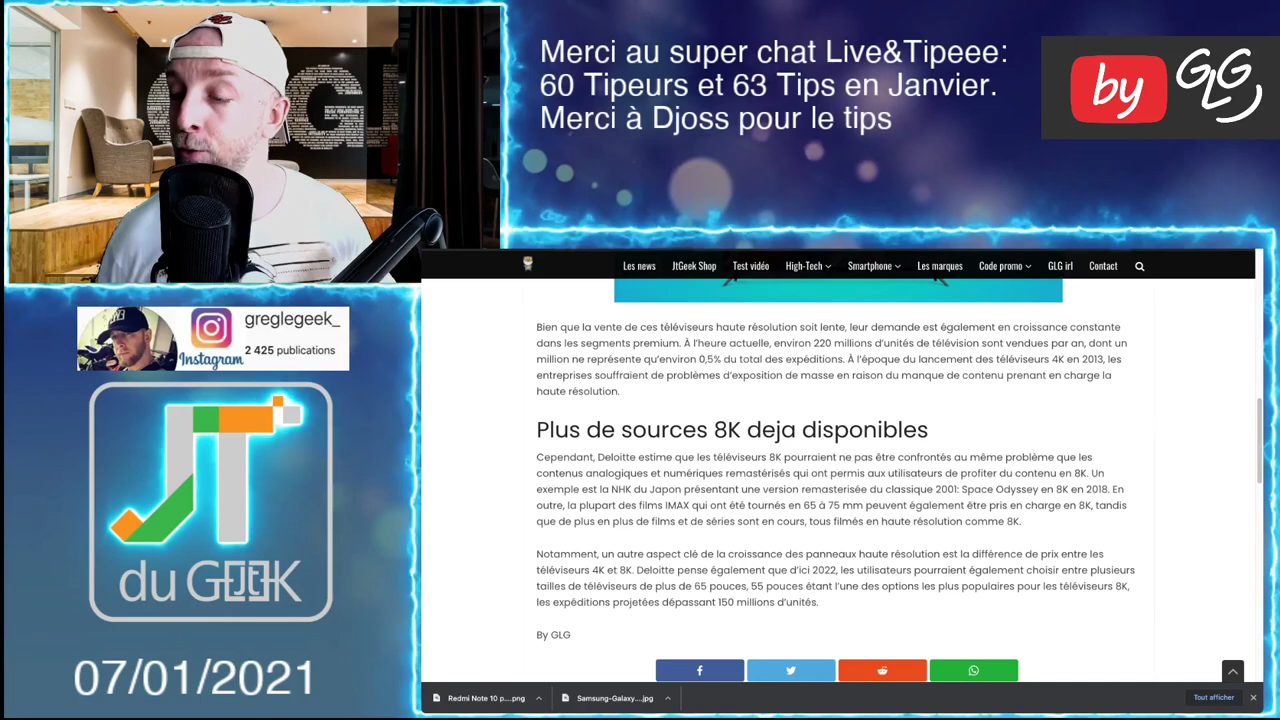 Merci au super chat Live&Tipeee:
60 Tipeurs et 63 Tips en Janvier.
Merci à Djoss pour le tips
by GLG
Les news JtGeek Shop Test vidéo High-Tech Smartphone Les marques Code promo GLG irl Contact
greglegeek_
Instagram
2 425 publications
JT
du GEEK
07/01/2021
Bien que la vente de ces téléviseurs haute résolution soit lente, leur demande est également en croissance constante
dans les segments premium. À l'heure actuelle, environ 220 millions d'unités de télévision sont vendues par an, dont un
million ne représente qu'environ 0,5% du total des expéditions. À l'époque du lancement des téléviseurs 4K en 2013, les
entreprises souffraient de problèmes d'exposition de masse en raison du manque de contenu prenant en charge la
haute résolution.
Plus de sources 8K deja disponibles
Cependant, Deloitte estime que les téléviseurs 8K pourraient ne pas être confrontés au même problème que les
contenus analogiques et numériques remastérisés qui ont permis aux utilisateurs de profiter du contenu en 8K. Un
exemple est la NHK du Japon présentant une version remasterisée du classique 2001: Space Odyssey en 8K en 2018. En
outre, la plupart des films IMAX qui ont été tournés en 65 à 75 mm peuvent également être pris en charge en 8K, tandis
que de plus en plus de films et de séries sont en cours, tous filmés en haute résolution comme 8K.
Notamment, un autre aspect clé de la croissance des panneaux haute résolution est la différence de prix entre les
téléviseurs 4K et 8K. Deloitte pense également que d'ici 2022, les utilisateurs pourraient également choisir entre plusieurs
tailles de téléviseurs de plus de 65 pouces, 55 pouces étant l'une des options les plus populaires pour les téléviseurs 8K,
les expéditions projetées dépassant 150 millions d'unités.
By GLG
Redmi Note 10 p....png Samsung-Galaxy....jpg Tout afficher